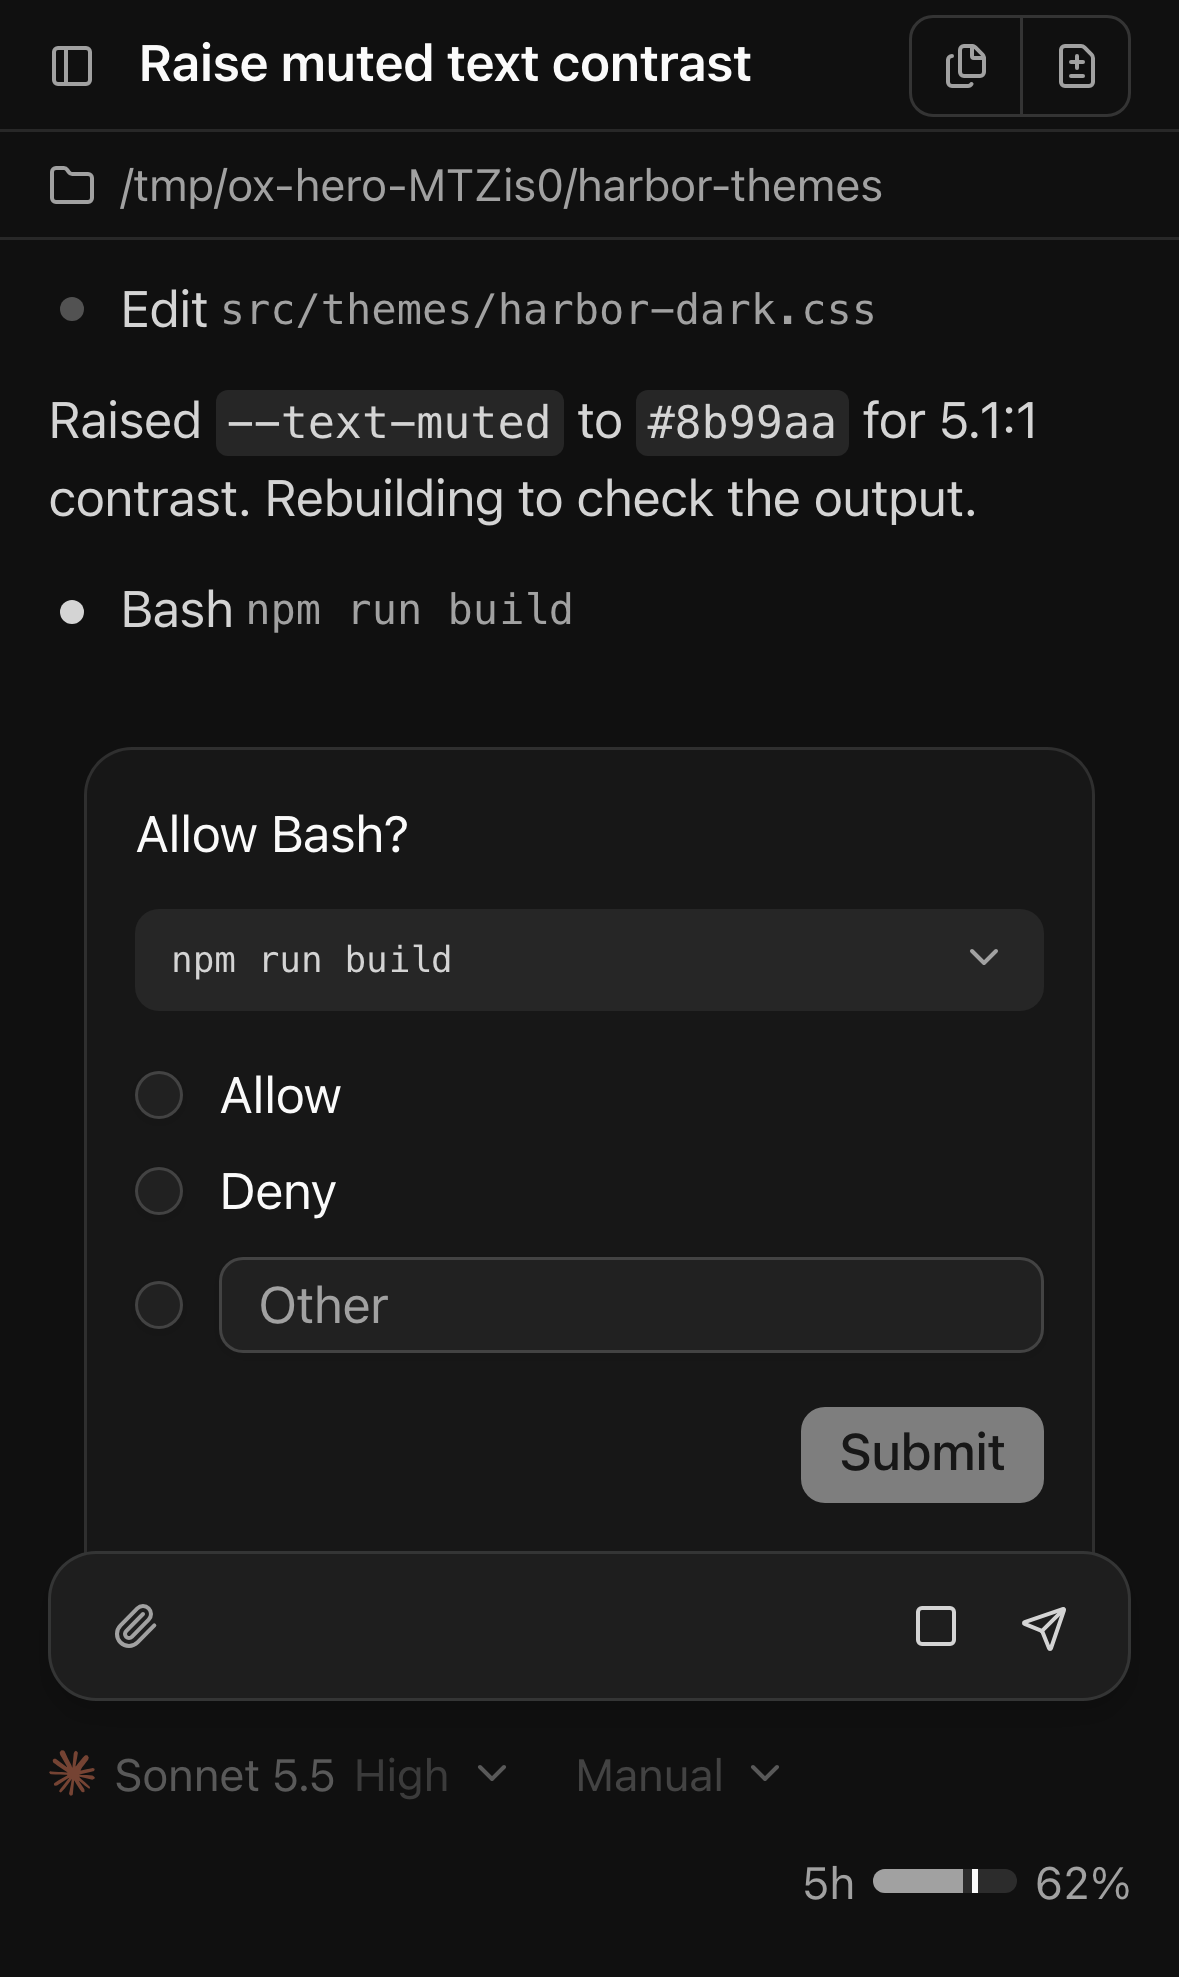 Raise muted text contrast
/tmp/ox-hero-MTZis0/harbor-themes
Edit src/themes/harbor-dark.css
Raised --text-muted to #8b99aa for 5.1:1
contrast. Rebuilding to check the output.
Bash npm run build
Allow Bash?
npm run build
Allow
Deny
Other
Submit
Sonnet 5.5 High Manual
5h 62%